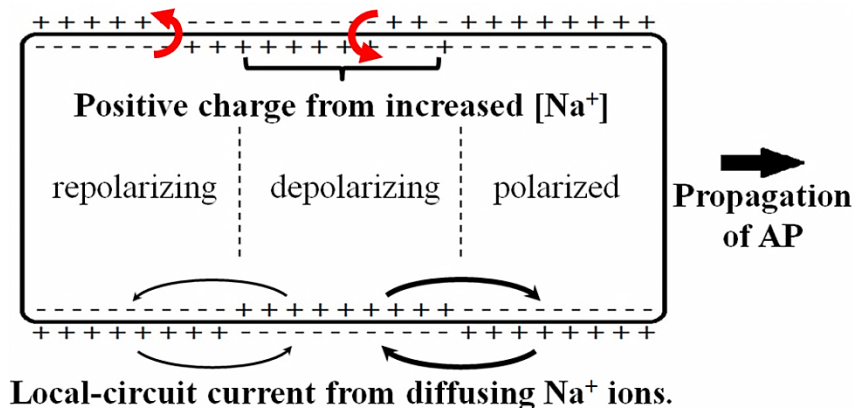 + + + + + - - - - - - - - - - - + + - + + + + + + + +
- - - - - - - + + + + + + + + + - - - + - - - - - - - - -
Positive charge from increased [Na⁺]
repolarizing depolarizing polarized
Propagation
of AP
- - - - - - - - - + + + + + + + + + - - - - - - - - -
+ + + + + + + + - - - - - - - - - - + + + + + + + +
Local-circuit current from diffusing Na⁺ ions.